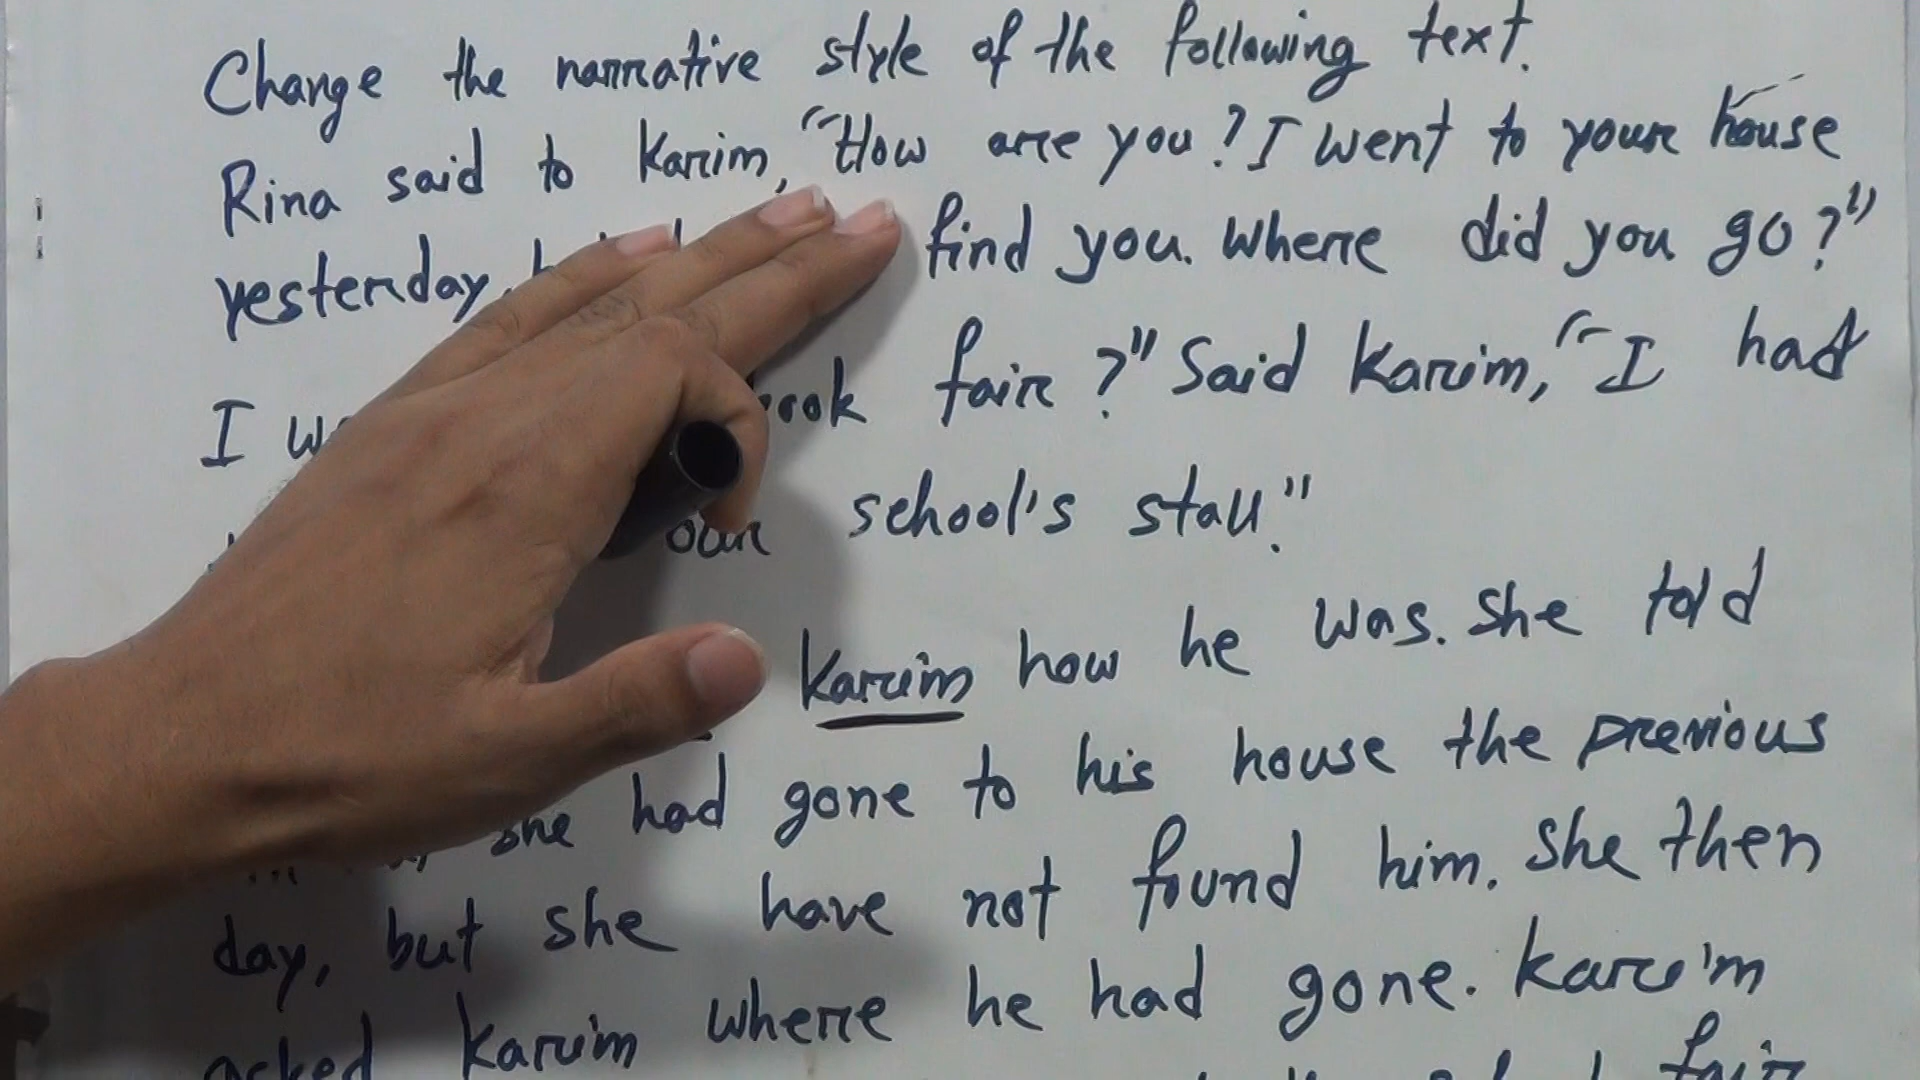 Change the narrative style of the following text.
Rina said to Karim, "How are you? I went to your house
yesterday, find you. Where did you go?"
I fair?" Said Karim, "I had
our school's stall."
Karim how he was. She told
she had gone to his house the previous
day, but she have not found him. She then
asked Karim where he had gone. Karim
fair